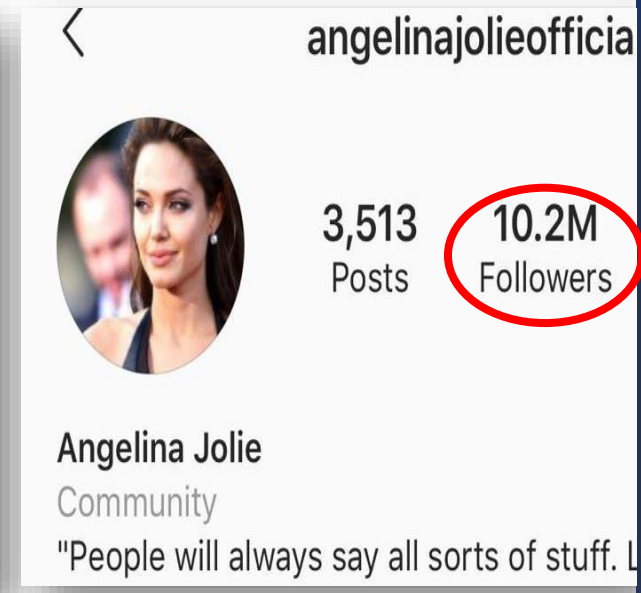 angelinajolieofficia
3,513 10.2M
Posts Followers
Angelina Jolie
Community
"People will always say all sorts of stuff.